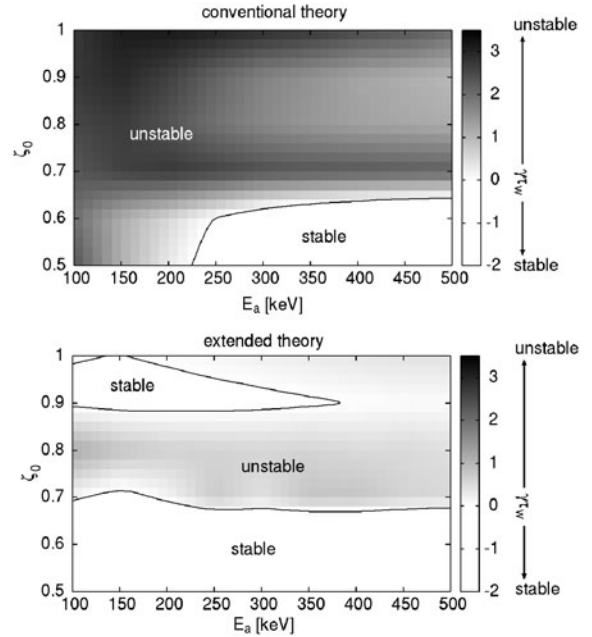 conventional theory
unstable
1
0.9
0.8
0.7
0.6
0.5
ζ0
unstable
stable
3
2
1
0
-1
-2
γτw
stable
100 150 200 250 300 350 400 450 500
Ea [keV]
extended theory
unstable
1
0.9
0.8
0.7
0.6
0.5
ζ0
stable
unstable
stable
3
2
1
0
-1
-2
γτw
stable
100 150 200 250 300 350 400 450 500
Ea [keV]